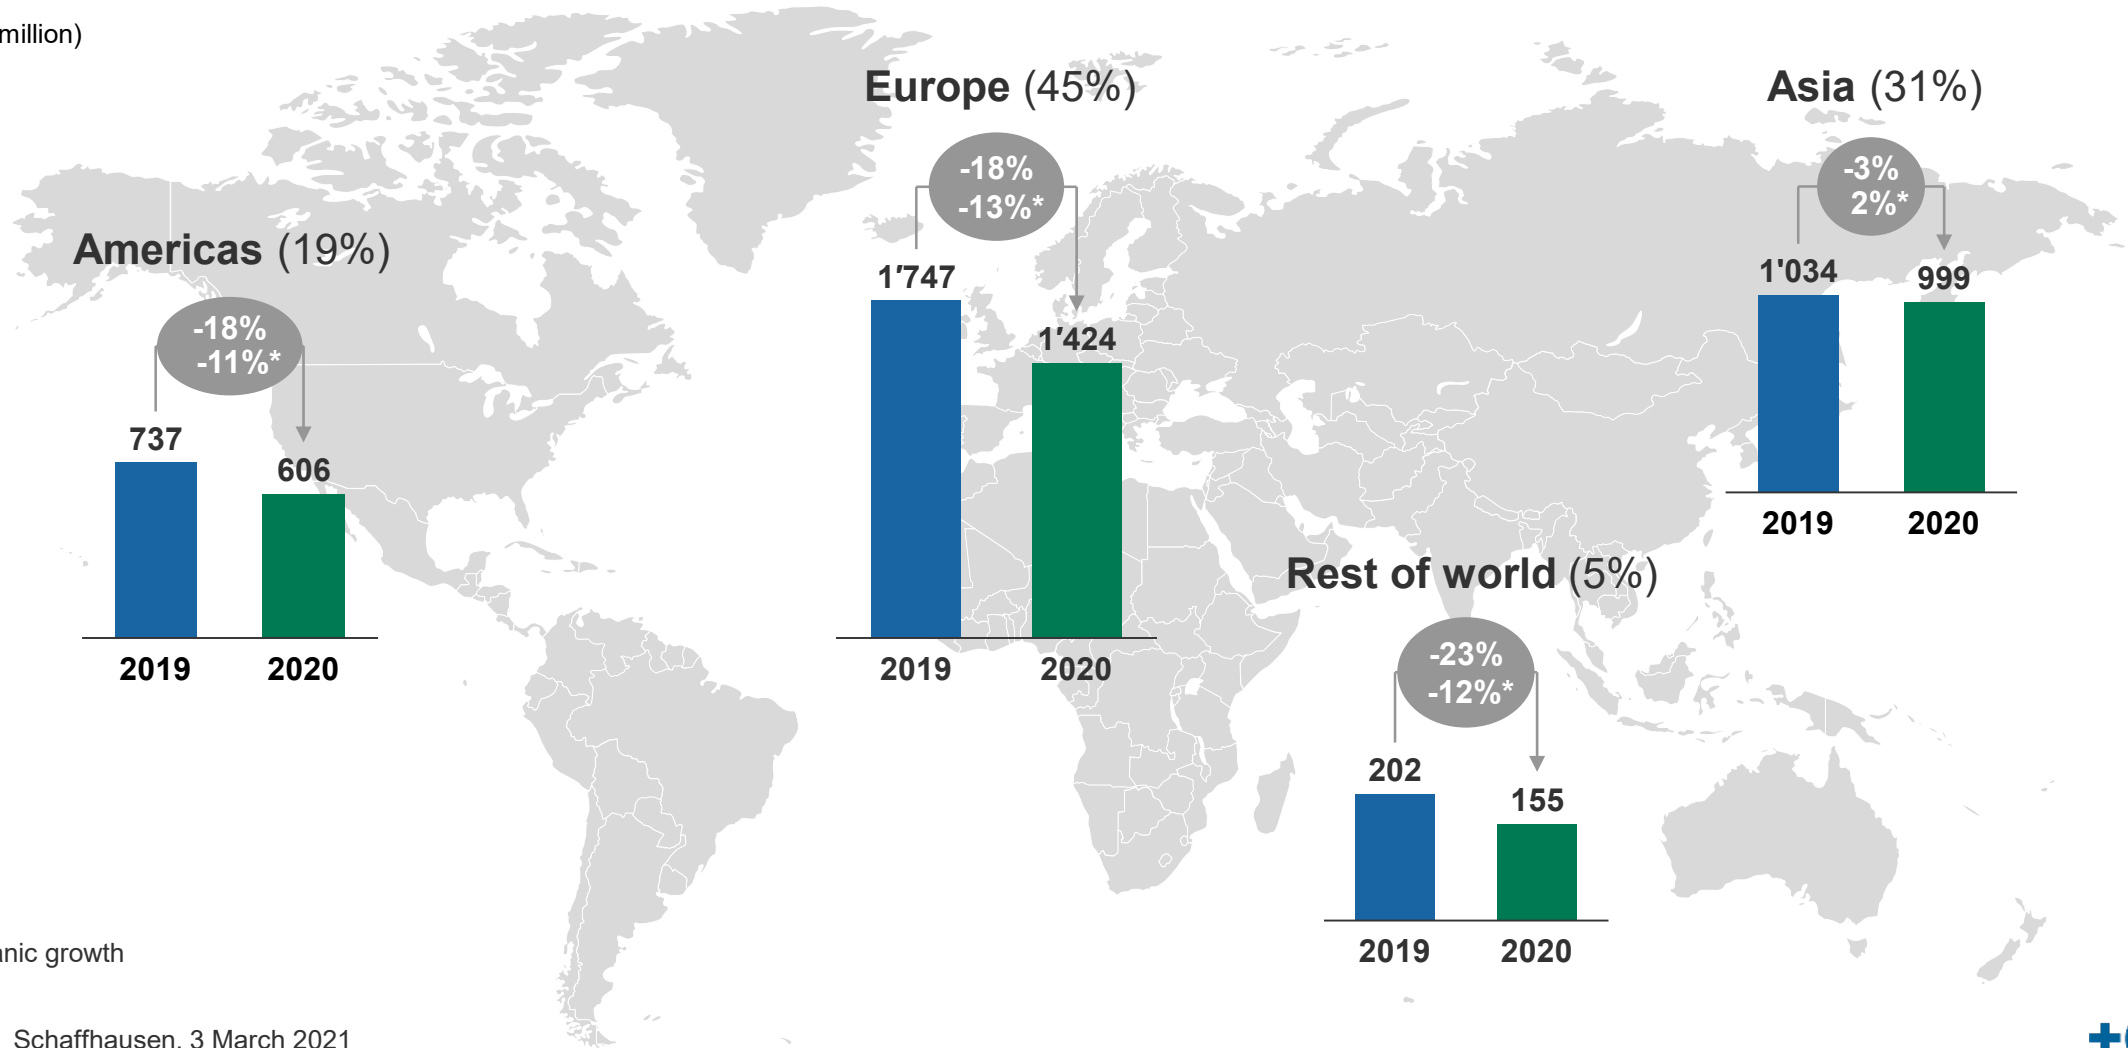 million)
Europe (45%)
-18%
-13%*
1′747
1′424
2019 2020
Asia (31%)
-3%
2%*
1'034
999
2019 2020
Americas (19%)
-18%
-11%*
737
606
2019 2020
Rest of world (5%)
-23%
-12%*
202
155
2019 2020
growth
Schaffhausen, 3 March 2021